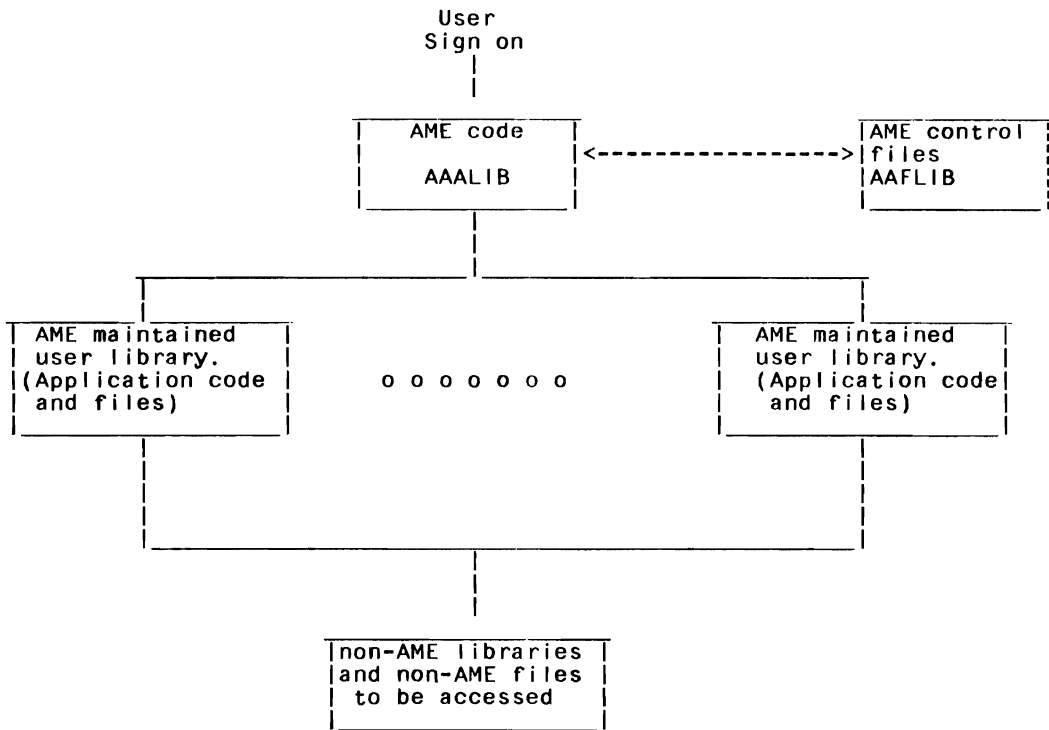 User
Sign on
AME code
AAALIB
AME control
files
AAFLIB
AME maintained
user library.
(Application code
and files)
o o o o o o o
AME maintained
user library.
(Application code
and files)
non-AME libraries
and non-AME files
to be accessed